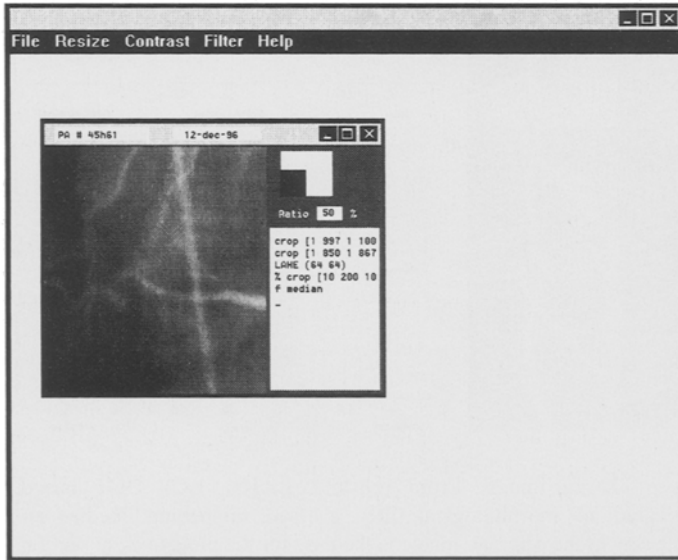 File Resize Contrast Filter Help
PA # 45h61 12-dec-96
Ratio 50 %
crop [1 997 1 100
crop [1 850 1 867
LAHE (64 64)
% crop [10 200 10
f median